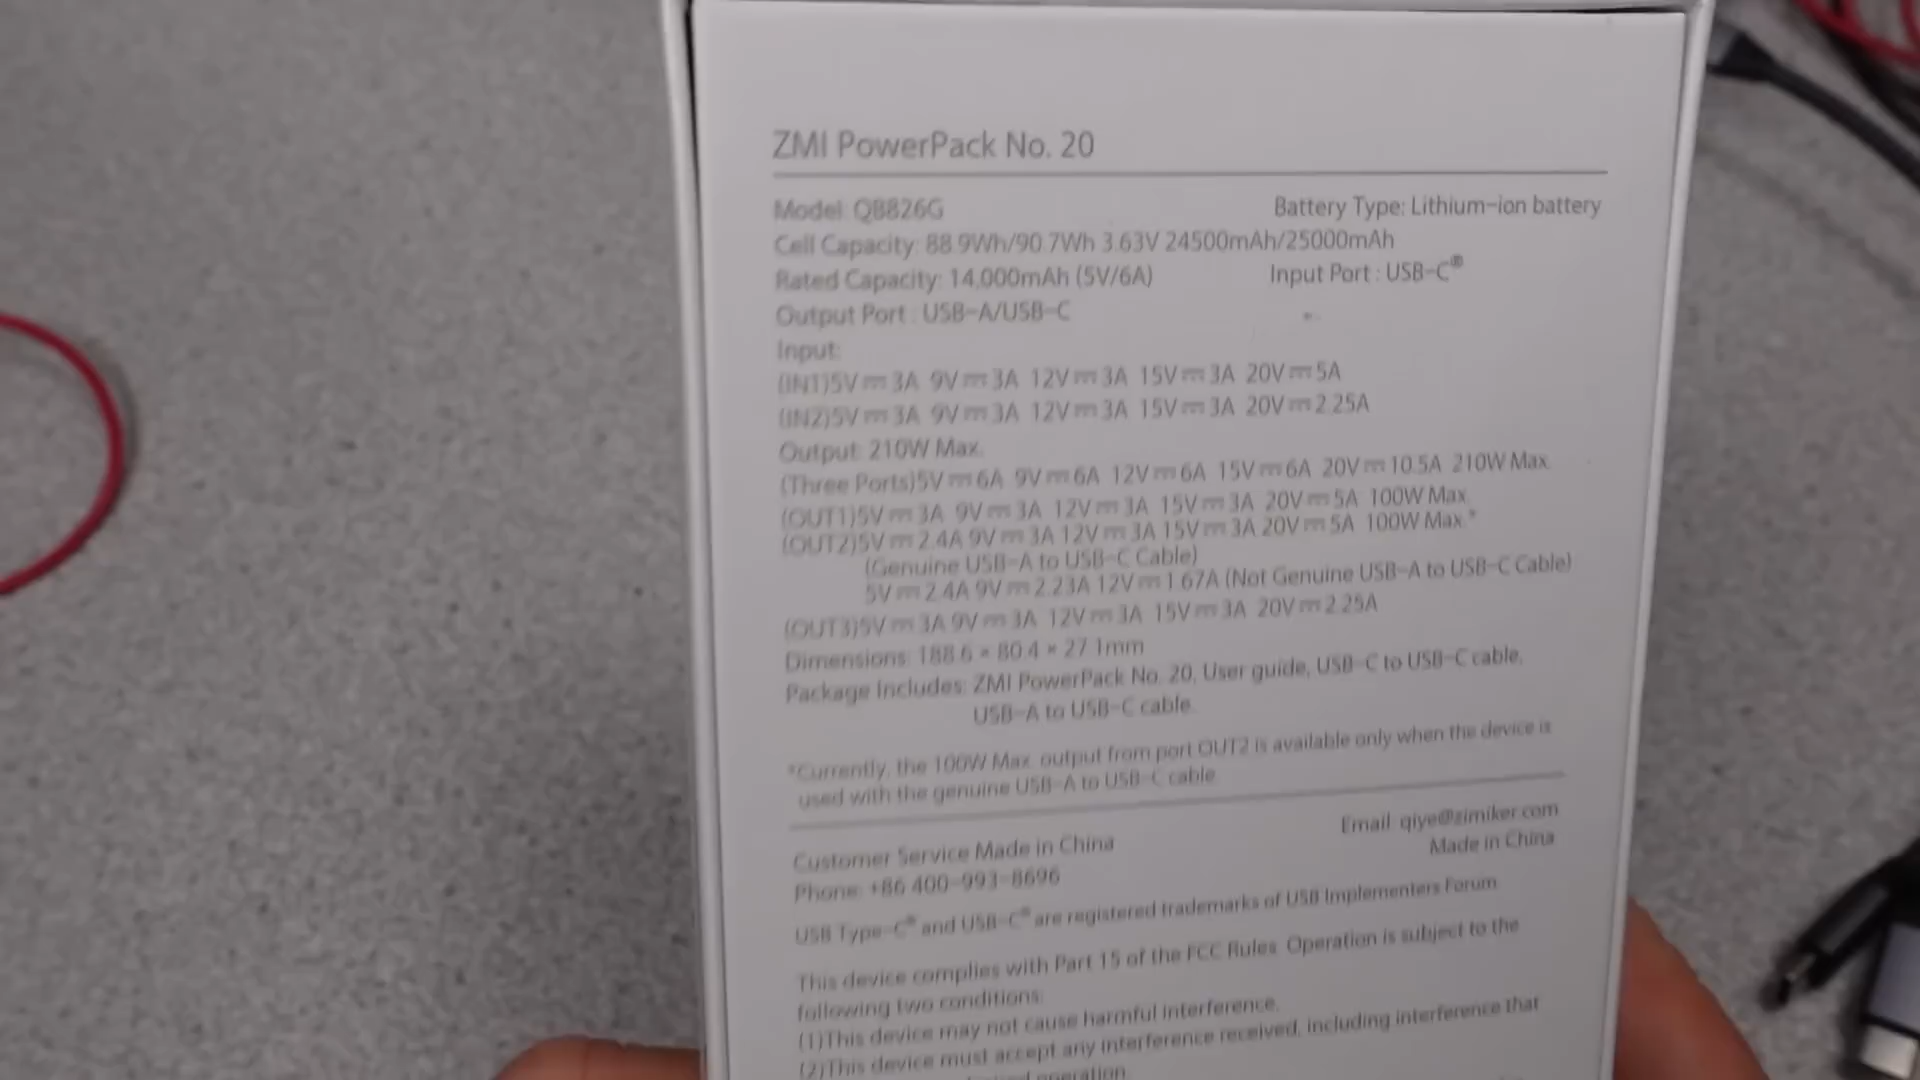 ZMI PowerPack No. 20
Model: QB826G Battery Type: Lithium-ion battery
Cell Capacity: 88.9Wh/90.7Wh 3.63V 24500mAh/25000mAh
Rated Capacity: 14,000mAh (5V/6A) Input Port : USB-C®
Output Port : USB-A/USB-C
Input:
(IN1)5V⎓3A 9V⎓3A 12V⎓3A 15V⎓3A 20V⎓5A
(IN2)5V⎓3A 9V⎓3A 12V⎓3A 15V⎓3A 20V⎓2.25A
Output: 210W Max.
(Three Ports)5V⎓6A 9V⎓6A 12V⎓6A 15V⎓6A 20V⎓10.5A 210W Max.
(OUT1)5V⎓3A 9V⎓3A 12V⎓3A 15V⎓3A 20V⎓5A 100W Max.
(OUT2)5V⎓2.4A 9V⎓3A 12V⎓3A 15V⎓3A 20V⎓5A 100W Max.*
(Genuine USB-A to USB-C Cable)
5V⎓2.4A 9V⎓2.23A 12V⎓1.67A (Not Genuine USB-A to USB-C Cable)
(OUT3)5V⎓3A 9V⎓3A 12V⎓3A 15V⎓3A 20V⎓2.25A
Dimensions: 188.6 × 80.4 × 27.1mm
Package Includes: ZMI PowerPack No. 20, User guide, USB-C to USB-C cable,
USB-A to USB-C cable.
*Currently, the 100W Max. output from port OUT2 is available only when the device is
used with the genuine USB-A to USB-C cable.
Customer Service Made in China Email: qiye@zimiker.com
Phone: +86 400-993-8696 Made in China
USB Type-C® and USB-C® are registered trademarks of USB Implementers Forum.
This device complies with Part 15 of the FCC Rules. Operation is subject to the
following two conditions:
(1)This device may not cause harmful interference.
(2)This device must accept any interference received, including interference that
operation.